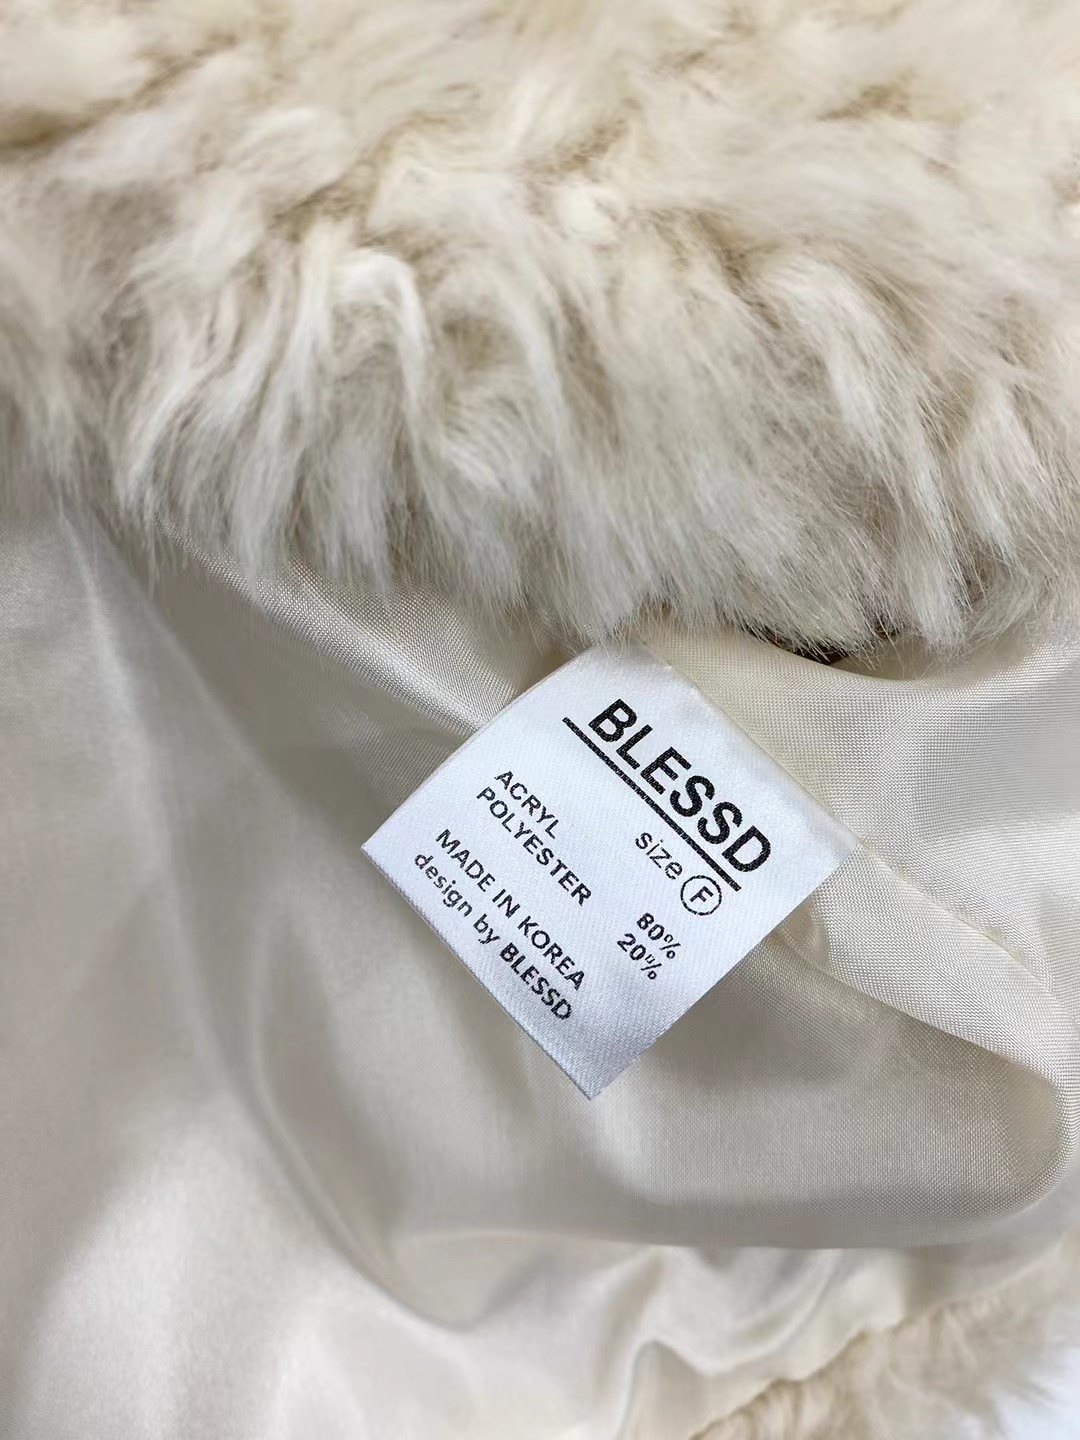 BLESSD
size F
ACRYL 80%
POLYESTER 20%
MADE IN KOREA
design by BLESSD